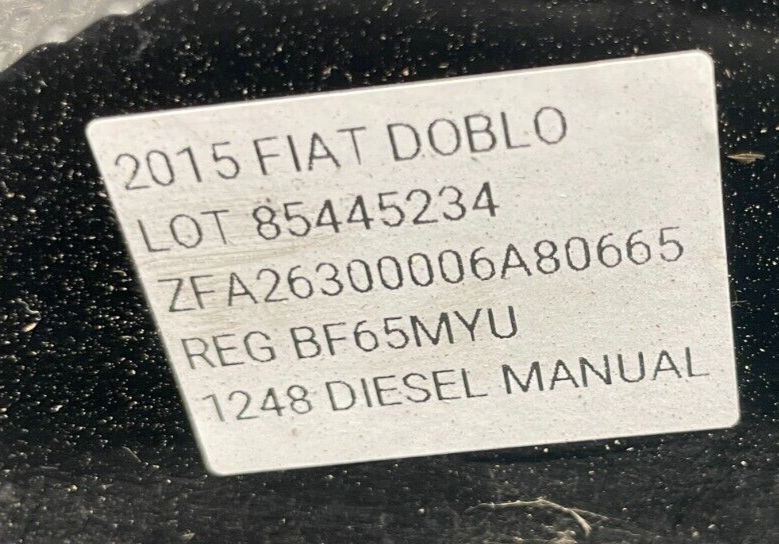 2015 FIAT DOBLO
LOT 85445234
ZFA26300006A80665
REG BF65MYU
1248 DIESEL MANUAL